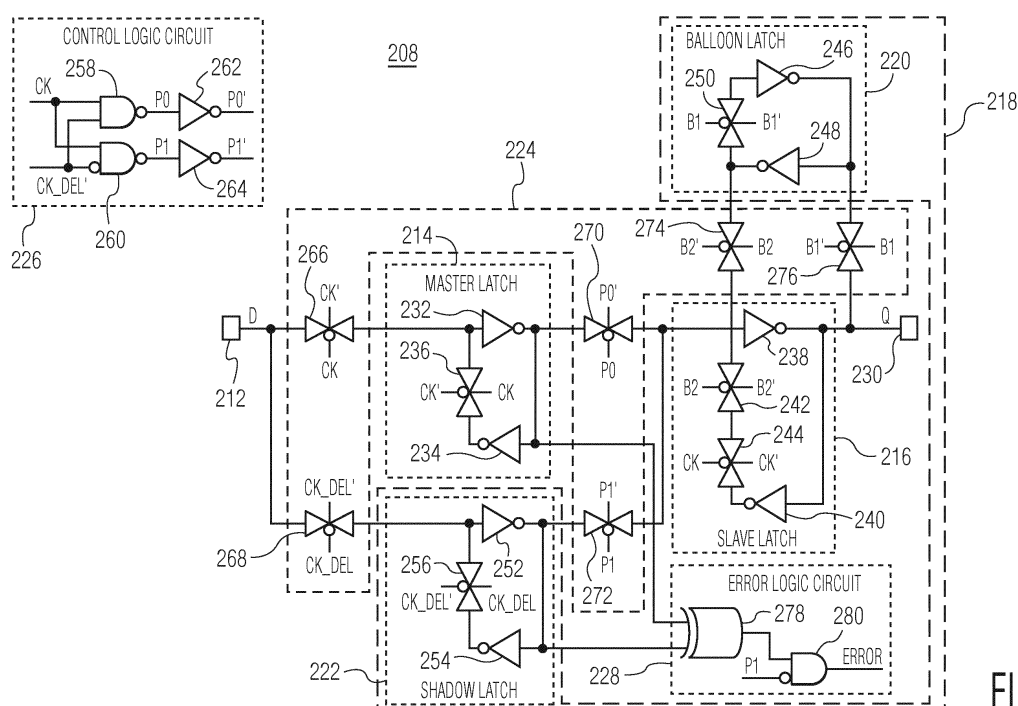 CONTROL LOGIC CIRCUIT
258
262
CK
P0
P0'
P1
P1'
CK_DEL'
226
260
264
208
BALLOON LATCH
246
220
250
B1
B1'
248
218
224
274
B2'
B2
B1'
B1
276
266
214
270
MASTER LATCH
D
CK'
232
P0'
Q
212
CK
236
P0
238
230
CK'
CK
B2
B2'
242
244
234
CK
CK'
216
CK_DEL'
P1'
240
268
CK_DEL
256
252
272
P1
SLAVE LATCH
CK_DEL'
CK_DEL
ERROR LOGIC CIRCUIT
278
280
254
P1
ERROR
222
SHADOW LATCH
228
FI